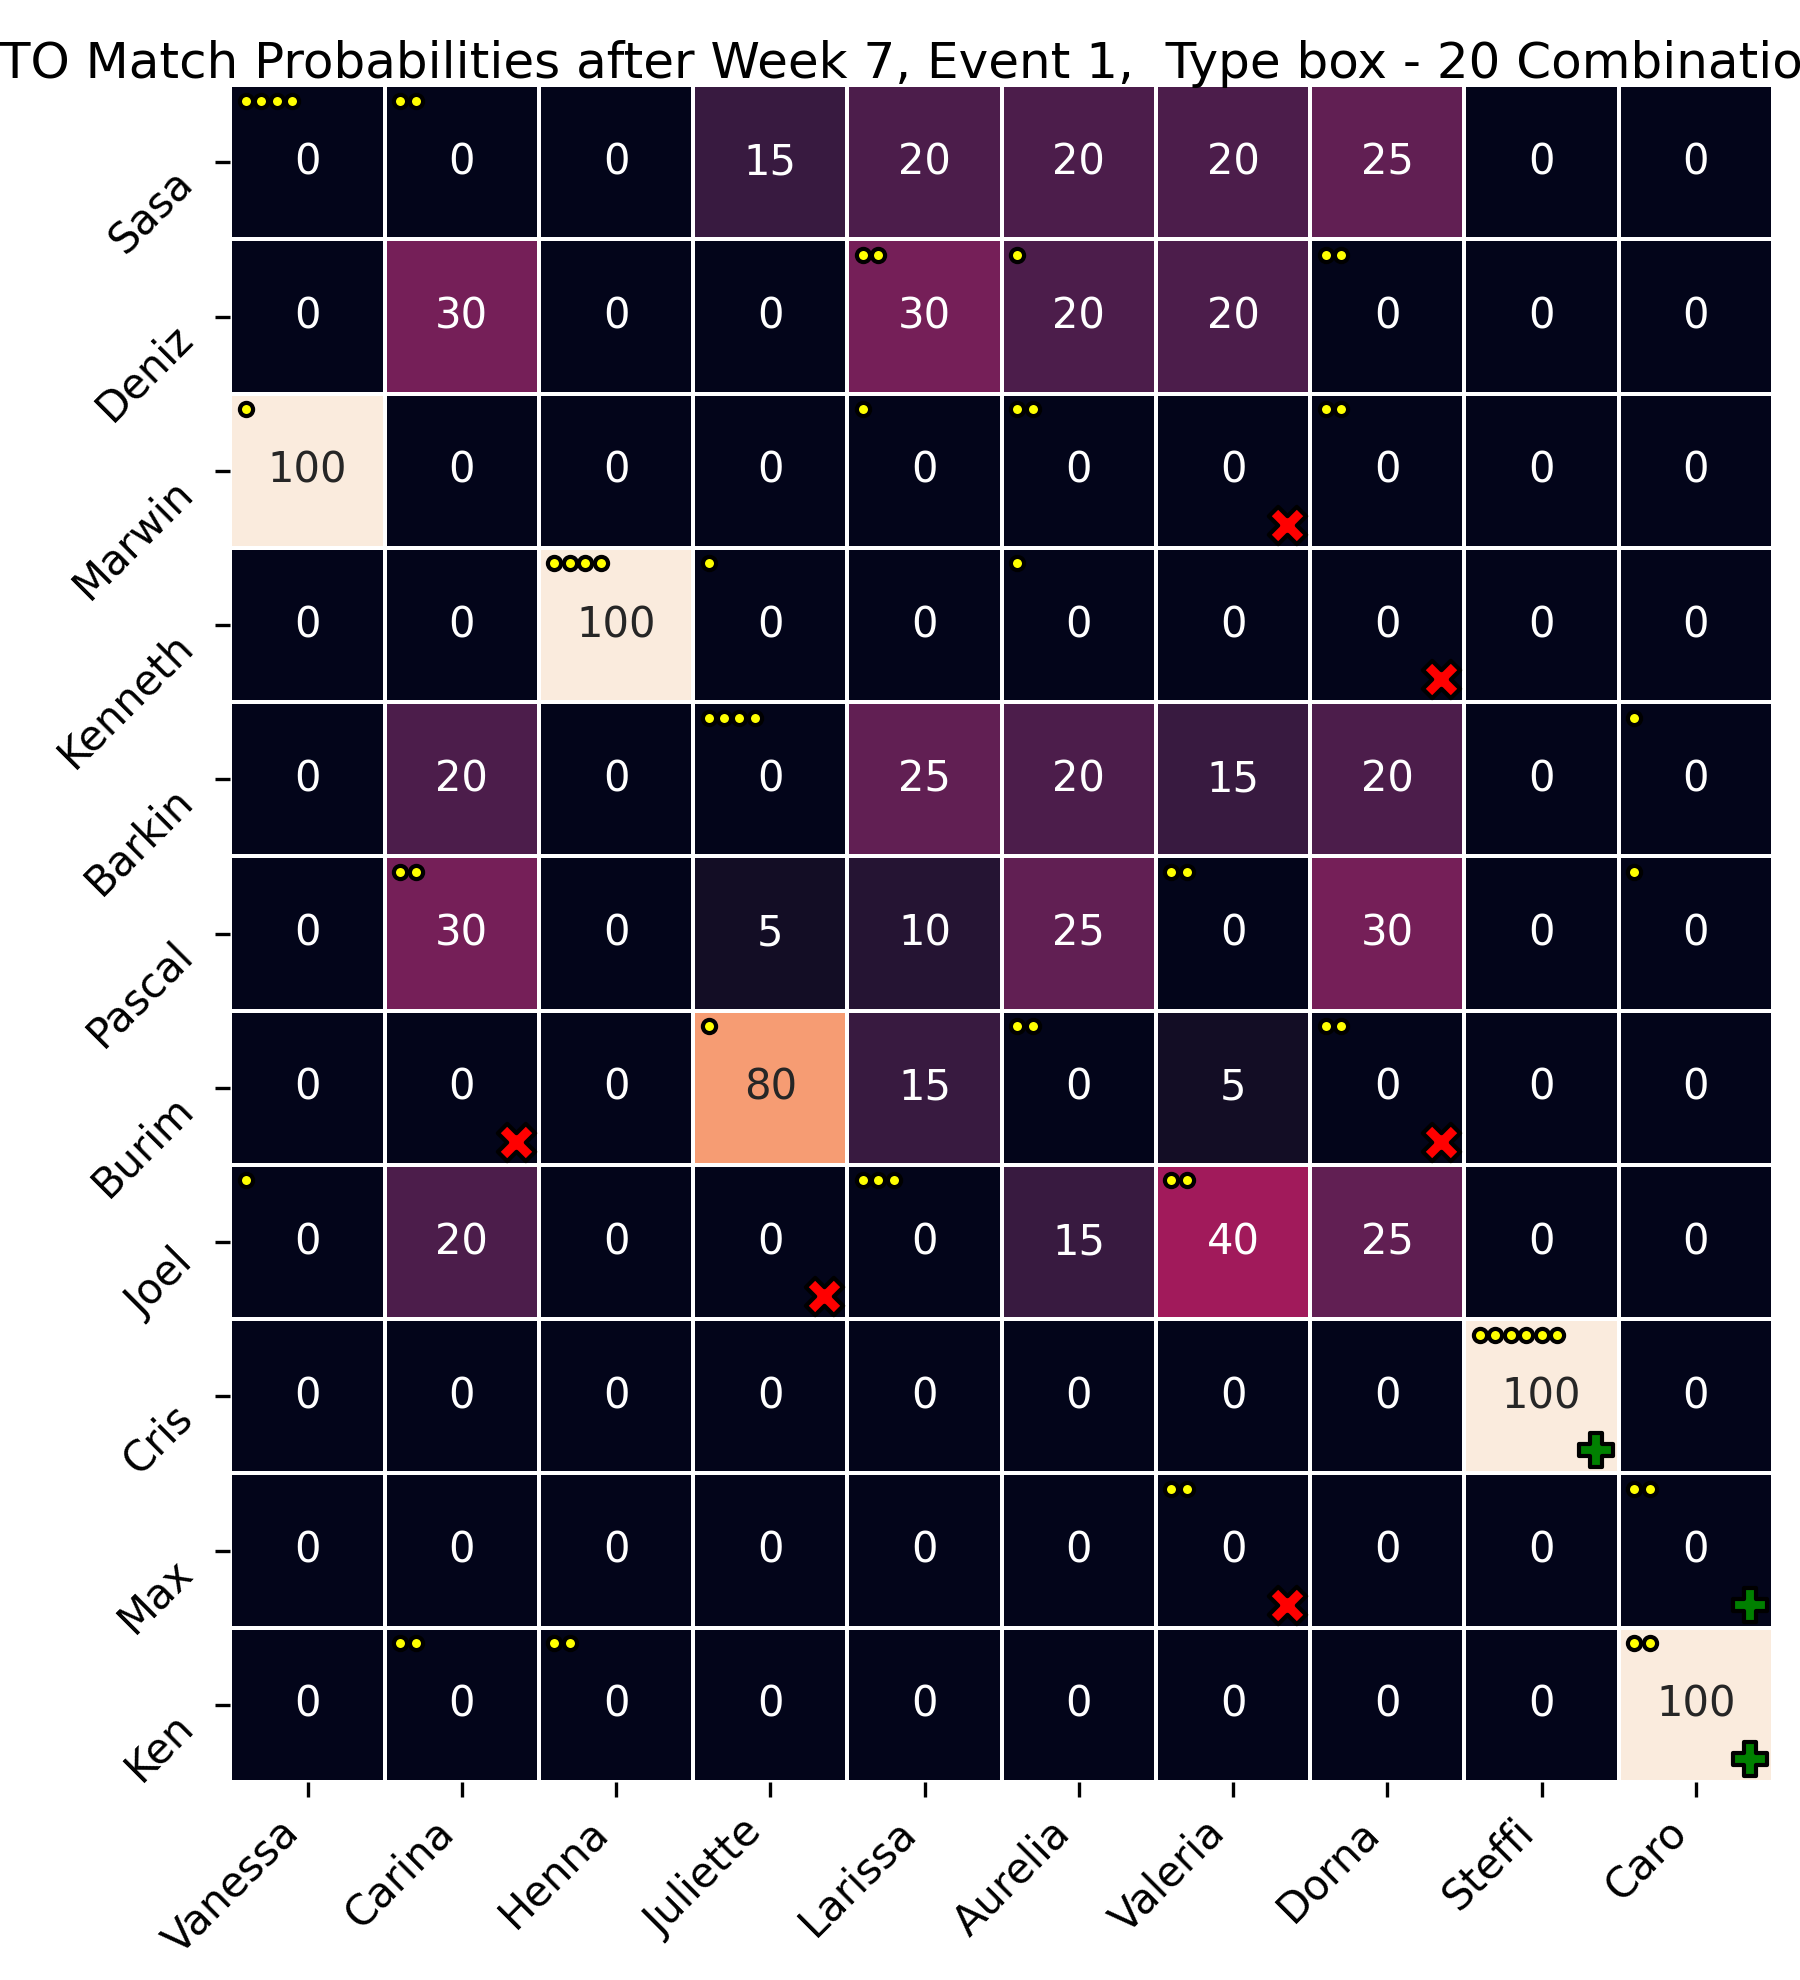 TO Match Probabilities after Week 7, Event 1, Type box - 20 Combinatio
Sasa 0 0 0 15 20 20 20 25 0 0
Deniz 0 30 0 0 30 20 20 0 0 0
Marwin 100 0 0 0 0 0 0 0 0 0
Kenneth 0 0 100 0 0 0 0 0 0 0
Barkin 0 20 0 0 25 20 15 20 0 0
Pascal 0 30 0 5 10 25 0 30 0 0
Burim 0 0 0 80 15 0 5 0 0 0
Joel 0 20 0 0 0 15 40 25 0 0
Cris 0 0 0 0 0 0 0 0 100 0
Max 0 0 0 0 0 0 0 0 0 0
Ken 0 0 0 0 0 0 0 0 0 100
Vanessa Carina Henna Juliette Larissa Aurelia Valeria Dorna Steffi Caro